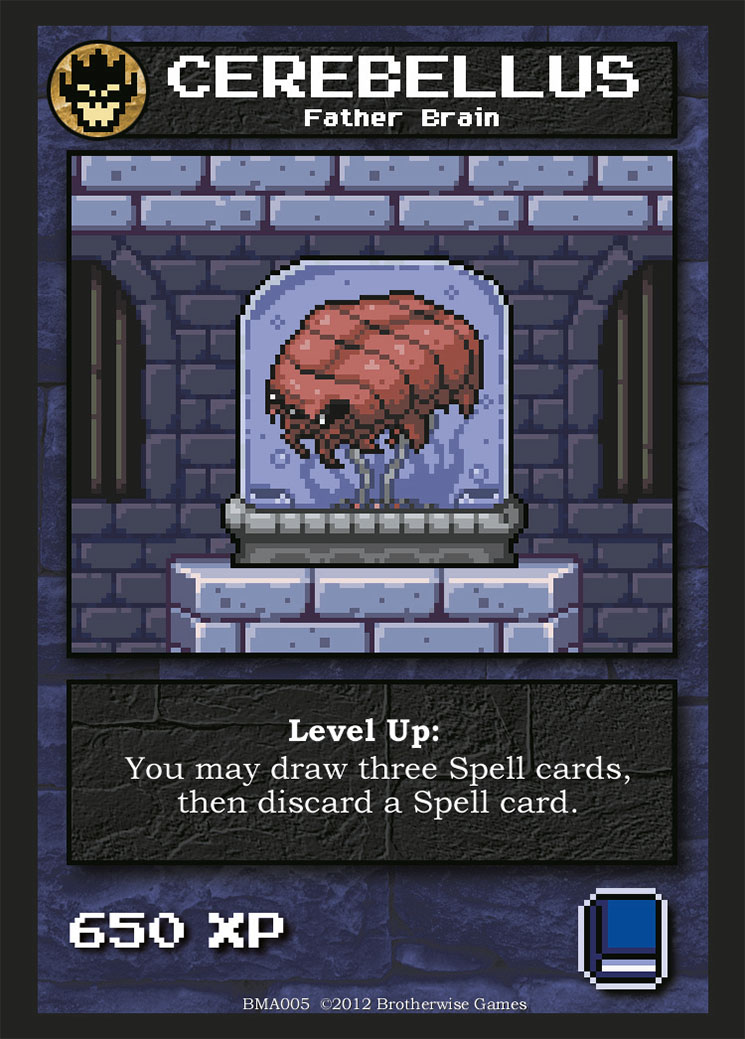 CEREBELLUS
Father Brain
Level Up:
You may draw three Spell cards,
then discard a Spell card.
650 XP
BMA005 ©2012 Brotherwise Games